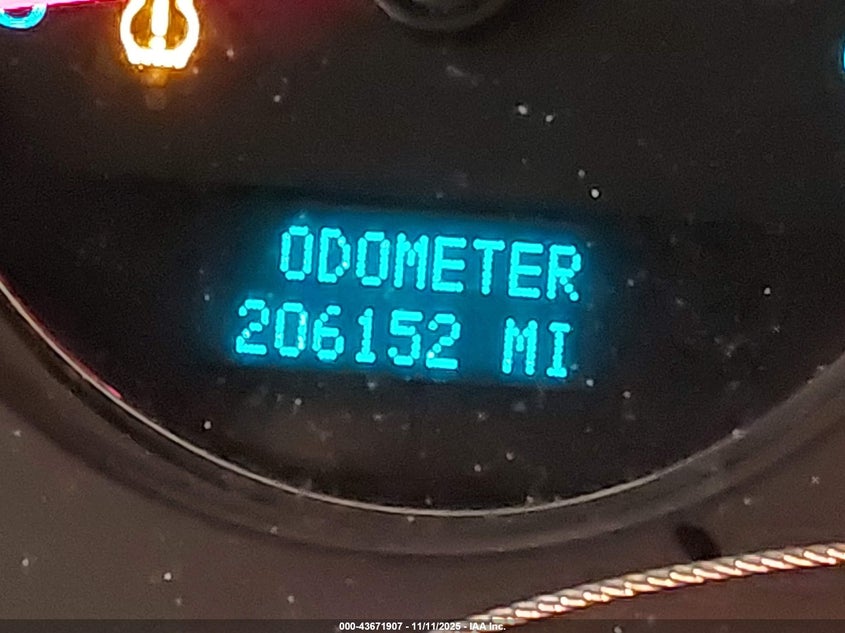 ODOMETER
206152 MI
000-43671907 - 11/11/2025 - IAA Inc.